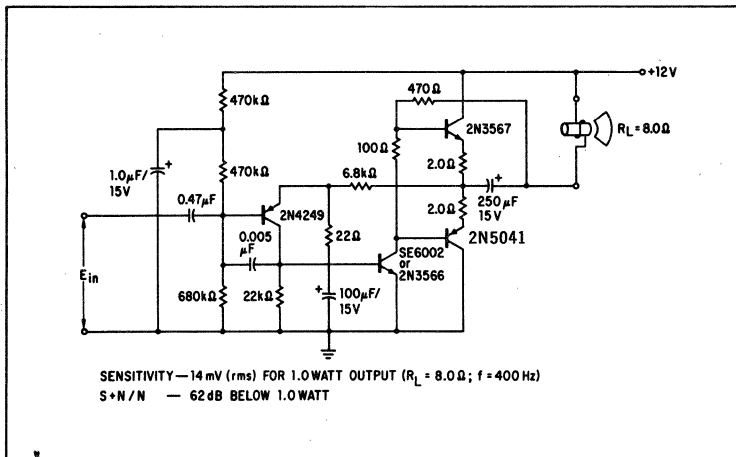 +12V
470Ω
470kΩ
2N3567
R_L = 8.0Ω
100Ω
2.0Ω
1.0μF/
15V
+
470kΩ
6.8kΩ
+
0.47μF
250μF
15V
2N4249
2.0Ω
0.005
μF
22Ω
SE6002
or
2N3566
2N5041
E_in
680kΩ
22kΩ
+
100μF/
15V
SENSITIVITY — 14 mV (rms) FOR 1.0 WATT OUTPUT (R_L = 8.0Ω; f = 400 Hz)
S+N/N — 62 dB BELOW 1.0 WATT